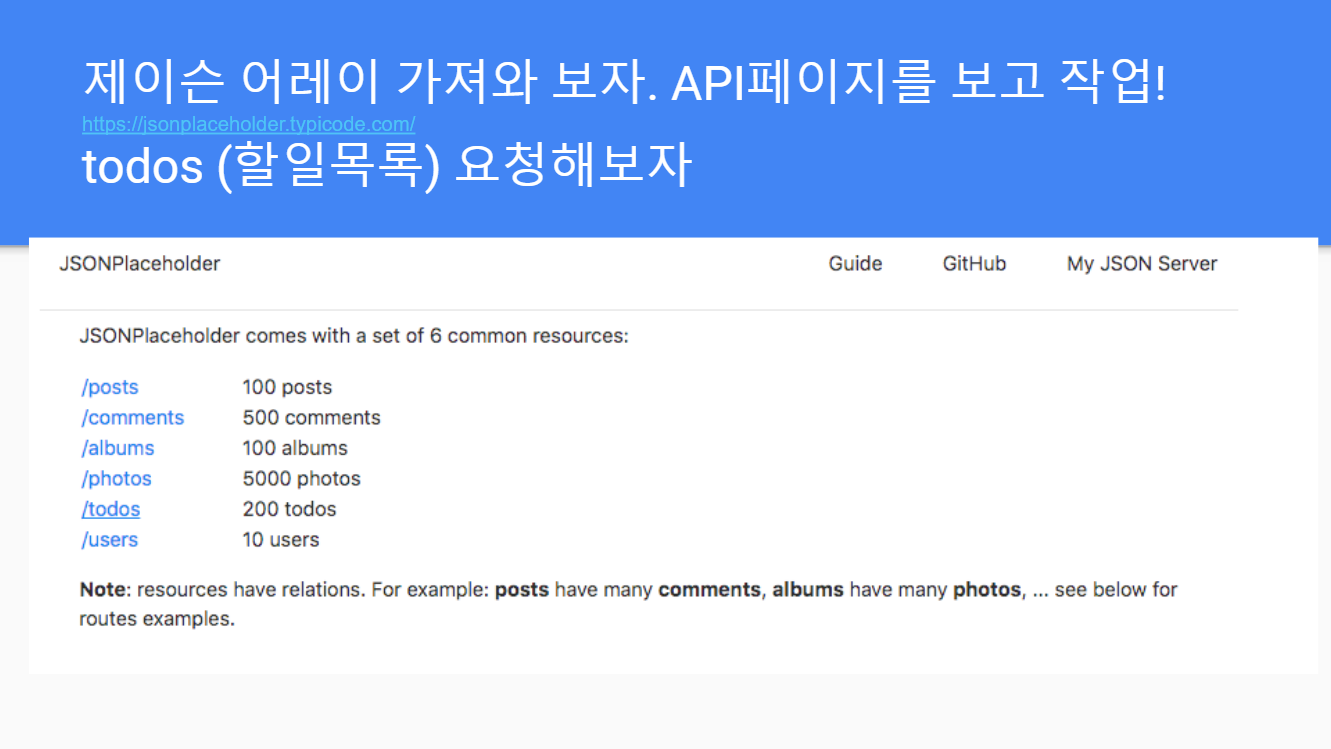 제이슨 어레이 가져와 보자. API페이지를 보고 작업!
https://jsonplaceholder.typicode.com/
todos (할일목록) 요청해보자
JSONPlaceholder Guide GitHub My JSON Server
JSONPlaceholder comes with a set of 6 common resources:
/posts 100 posts
/comments 500 comments
/albums 100 albums
/photos 5000 photos
/todos 200 todos
/users 10 users
Note: resources have relations. For example: posts have many comments, albums have many photos, ... see below for
routes examples.